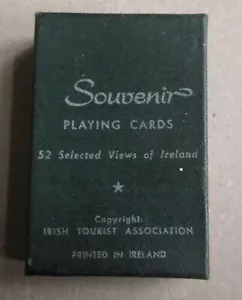 Souvenir
PLAYING CARDS
52 Selected Views of Ireland
Copyright:
IRISH TOURIST ASSOCIATION
PRINTED IN IRELAND